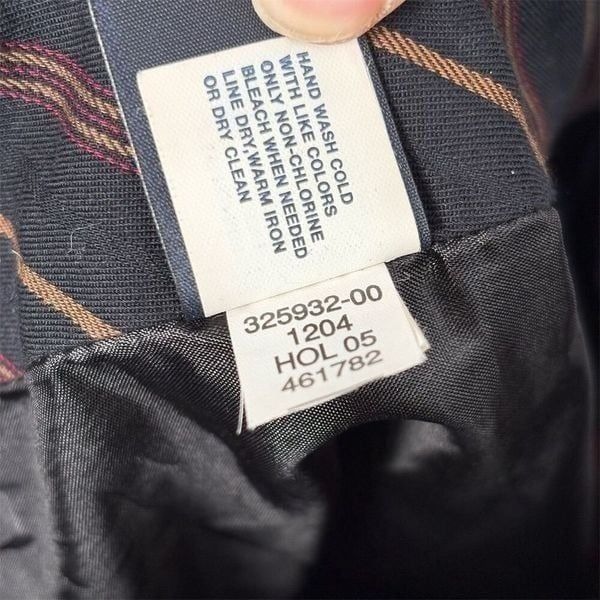 HAND WASH COLD
WITH LIKE COLORS
ONLY NON-CHLORINE
BLEACH WHEN NEEDED
LINE DRY,WARM IRON
OR DRY CLEAN
325932-00
1204
HOL 05
461782